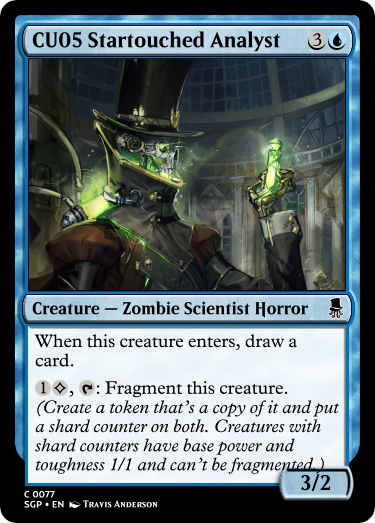 CU05 Startouched Analyst 3
Creature — Zombie Scientist Horror
When this creature enters, draw a
card.
1 , : Fragment this creature.
(Create a token that's a copy of it and put
a shard counter on both. Creatures with
shard counters have base power and
toughness 1/1 and can't be fragmented.)
3/2
C 0077
SGP • EN Travis Anderson